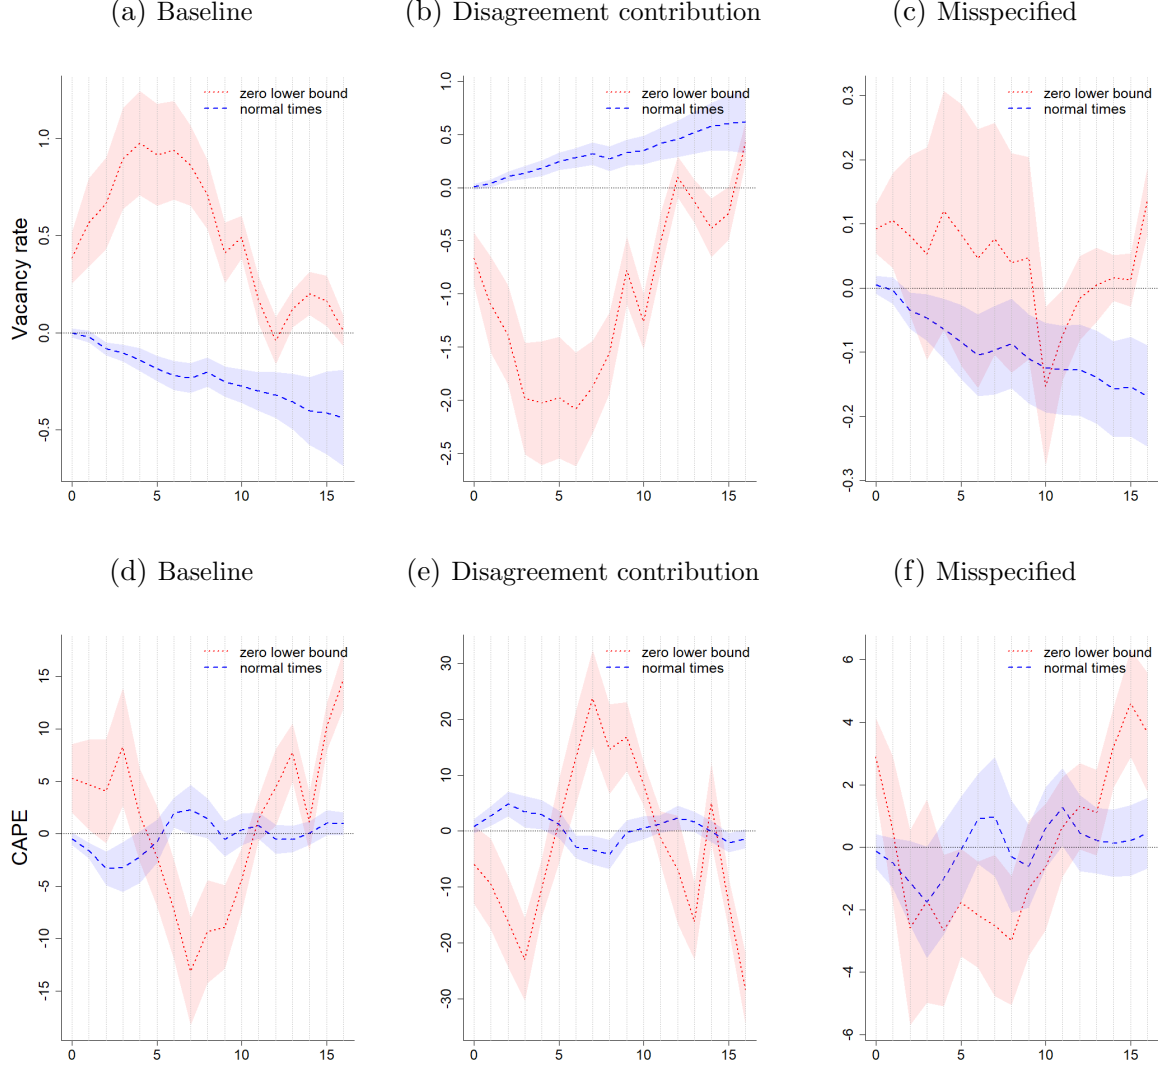 (a) Baseline
(b) Disagreement contribution
(c) Misspecified
Vacancy rate
1.0
0.5
0.0
-0.5
zero lower bound
normal times
0 5 10 15
1.0
0.5
0.0
-0.5
-1.0
-1.5
-2.0
-2.5
zero lower bound
normal times
0 5 10 15
0.3
0.2
0.1
0.0
-0.1
-0.2
-0.3
zero lower bound
normal times
0 5 10 15
(d) Baseline
(e) Disagreement contribution
(f) Misspecified
CAPE
15
10
5
0
-5
-10
-15
zero lower bound
normal times
0 5 10 15
30
20
10
0
-10
-20
-30
zero lower bound
normal times
0 5 10 15
6
4
2
0
-2
-4
-6
zero lower bound
normal times
0 5 10 15